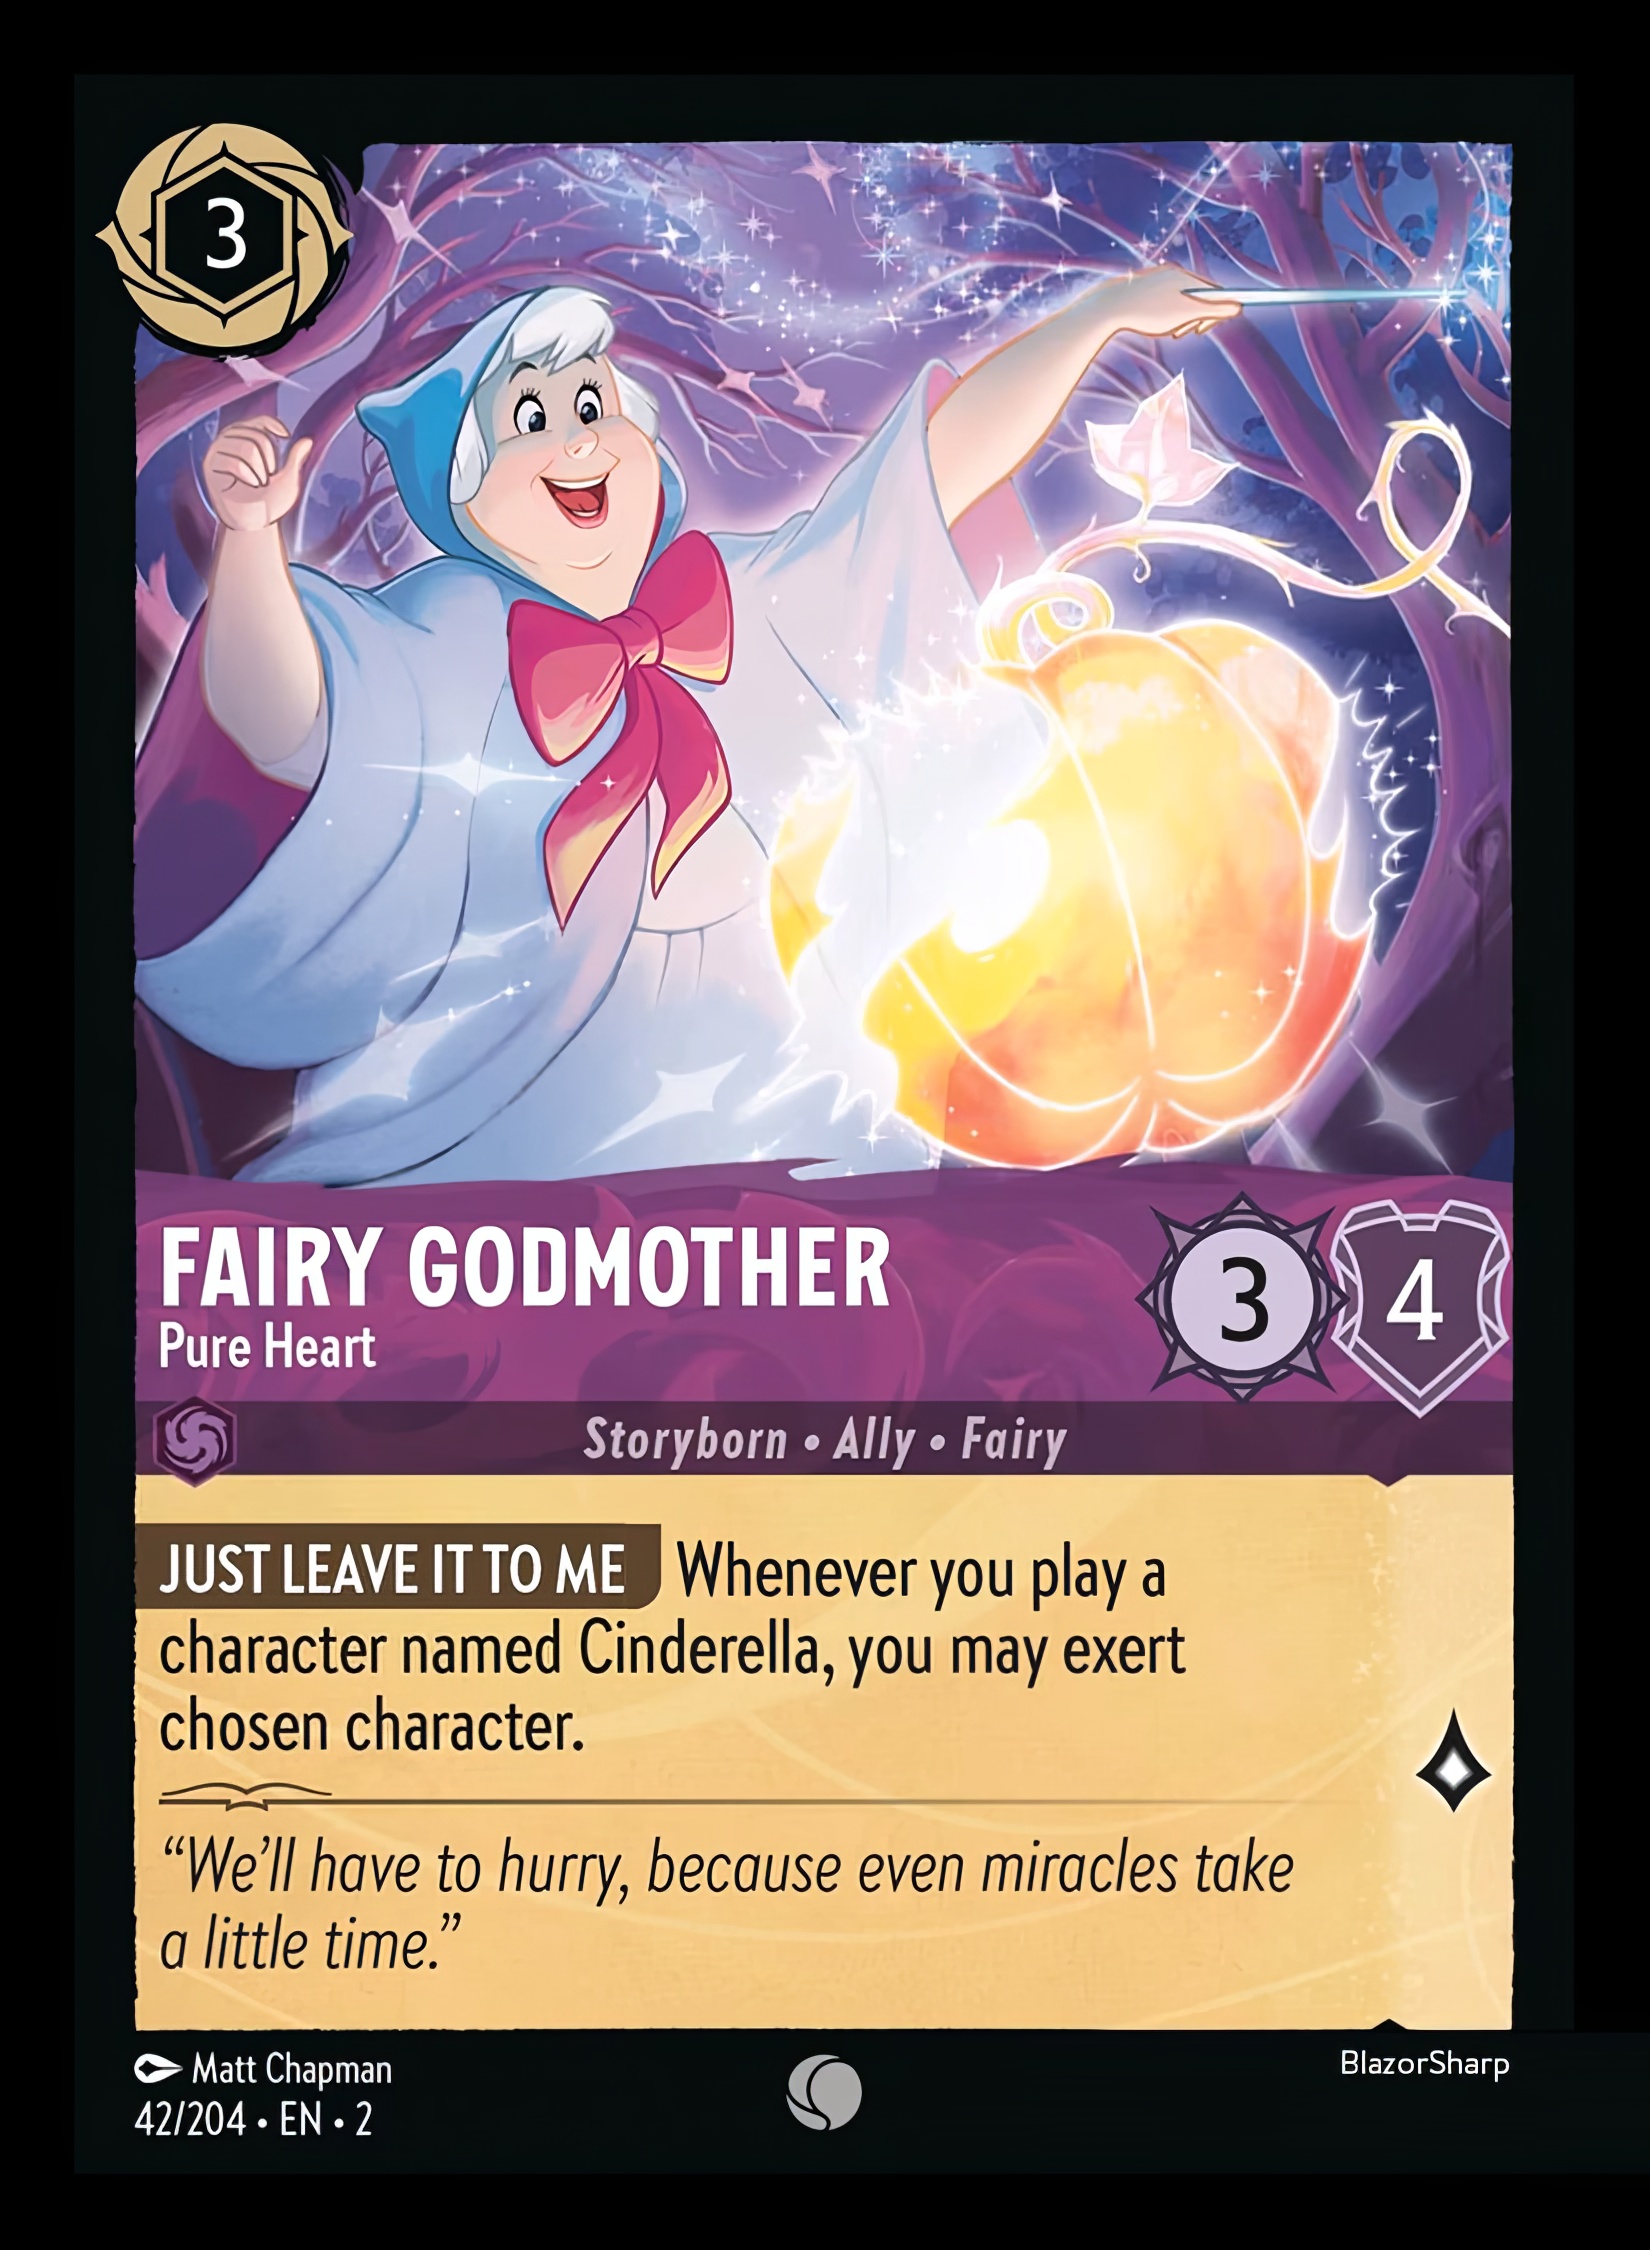 3
FAIRY GODMOTHER
Pure Heart
3
4
Storyborn • Ally • Fairy
JUST LEAVE IT TO ME Whenever you play a
character named Cinderella, you may exert
chosen character.
“We’ll have to hurry, because even miracles take
a little time.”
Matt Chapman
BlazorSharp
42/204 • EN • 2